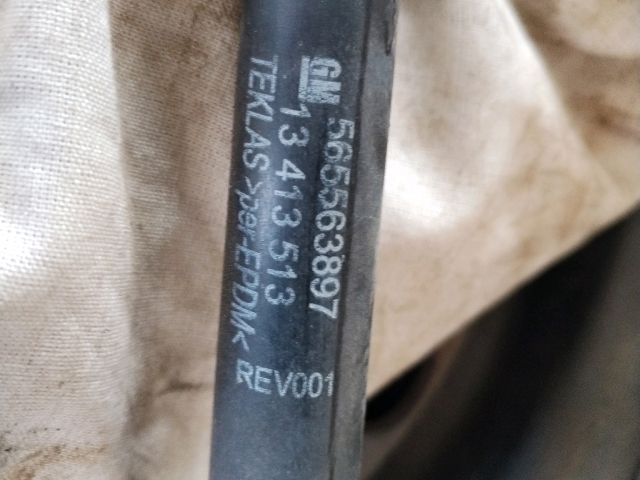 GM 565563897
13 413 513
TEKLAS >per-EPDM<
REV001